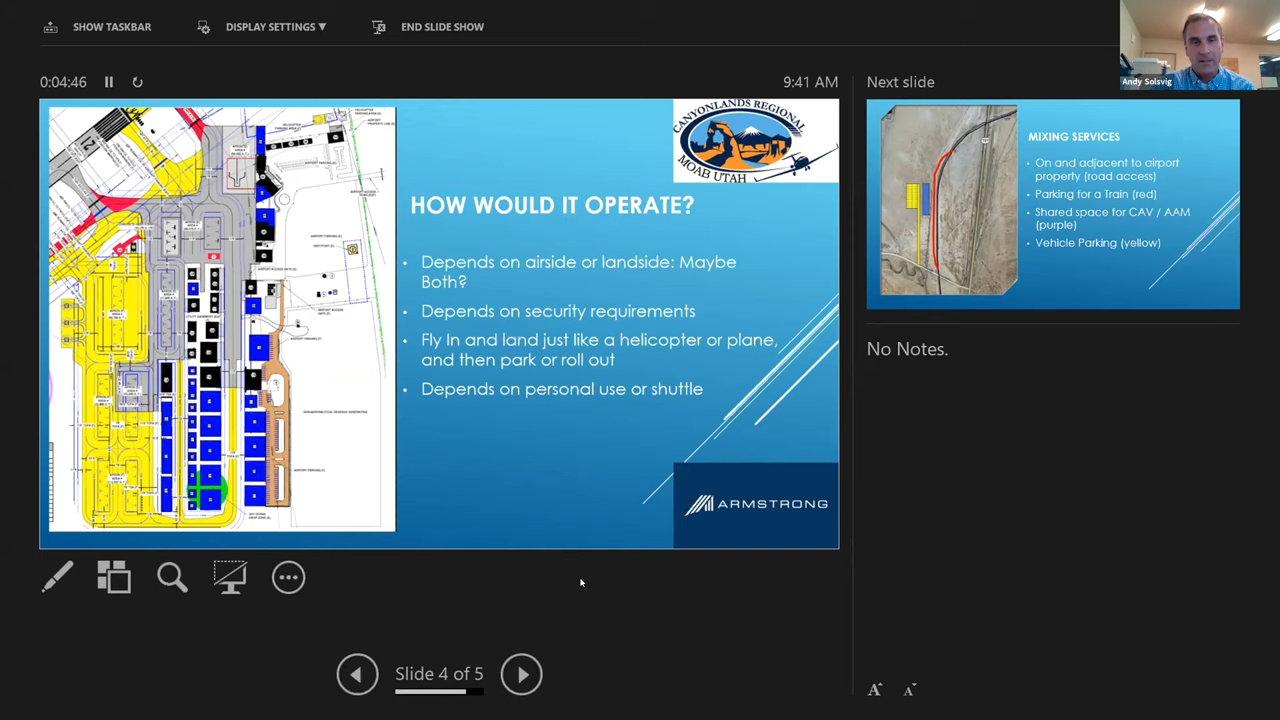 SHOW TASKBAR
DISPLAY SETTINGS ▼
END SLIDE SHOW
Andy Solsvig
0:04:46
9:41 AM
Next slide
CANYONLANDS REGIONAL
MOAB UTAH
HOW WOULD IT OPERATE?
• Depends on airside or landside: Maybe
Both?
• Depends on security requirements
• Fly In and land just like a helicopter or plane,
and then park or roll out
• Depends on personal use or shuttle
ARMSTRONG
21
MIXING SERVICES
• On and adjacent to airport
property (road access)
• Parking for a Train (red)
• Shared space for CAV / AAM
(purple)
• Vehicle Parking (yellow)
No Notes.
Slide 4 of 5
A A